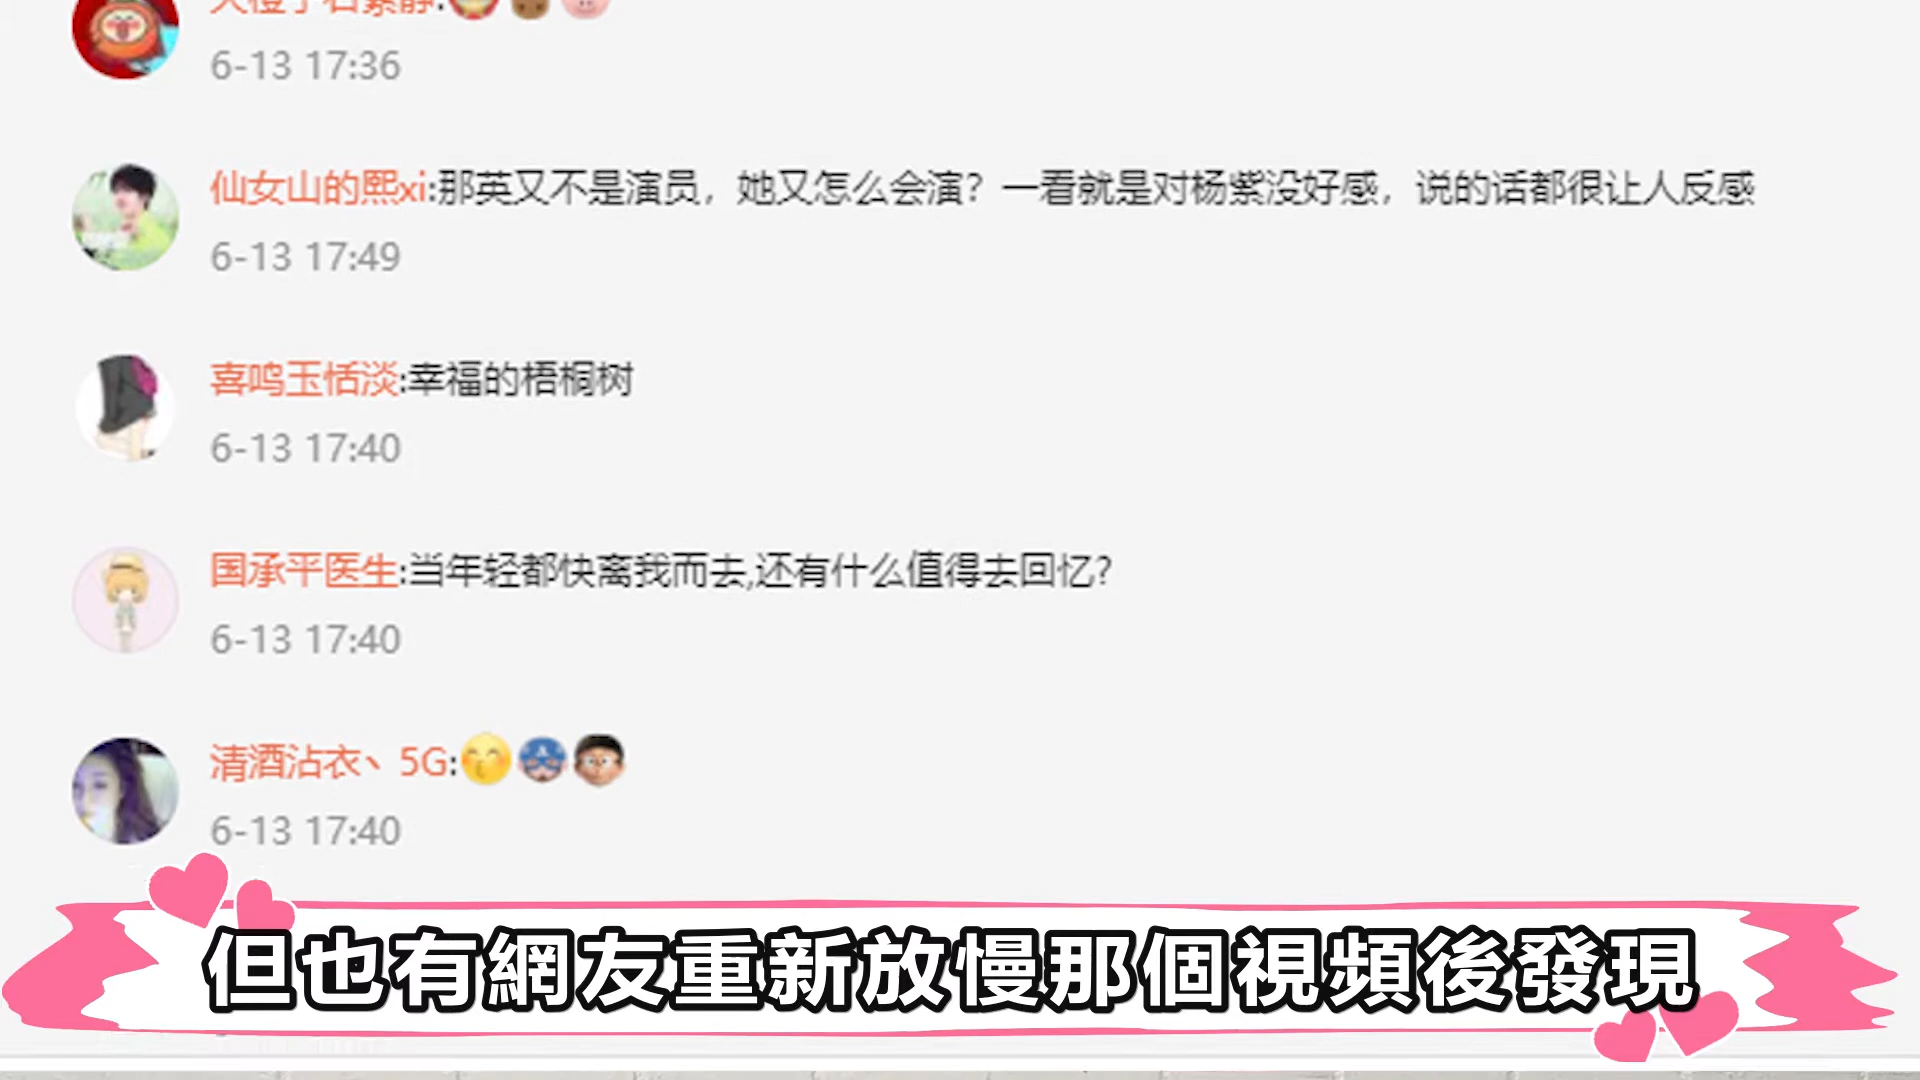 6-13 17:36
仙女山的熙xi:那英又不是演员，她又怎么会演？一看就是对杨紫没好感，说的话都很让人反感
6-13 17:49
喜鸣玉恬淡:幸福的梧桐树
6-13 17:40
国承平医生:当年轻都快离我而去,还有什么值得去回忆?
6-13 17:40
清酒沾衣丶5G:
6-13 17:40
但也有網友重新放慢那個視頻後發現